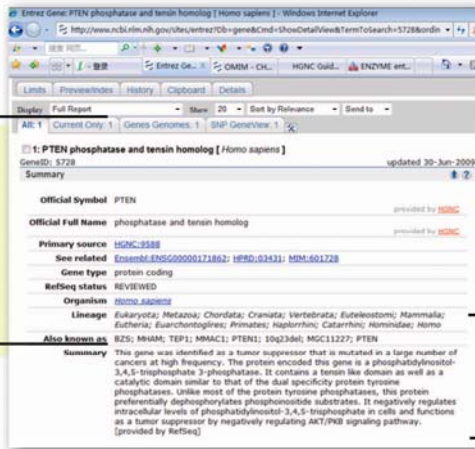 Entrez Gene: PTEN phosphatase and tensin homolog [Homo sapiens] - Windows Internet Explorer
http://www.ncbi.nlm.nih.gov/sites/entrez?Db=gene&Cmd=ShowDetailView&TermToSearch=5728&ordin
Entrez Ge... OMIM - CH... HGNC Guid... ENZYME ent...
Limits Preview/Index History Clipboard Details
Display Full Report Show 20 Sort by Relevance Send to
All: 1 Current Only: 1 Genes Genomes: 1 SNP GeneView: 1
1: PTEN phosphatase and tensin homolog [ Homo sapiens ]
GeneID: 5728 updated 30-Jun-2009
Summary
Official Symbol PTEN
provided by HGNC
Official Full Name phosphatase and tensin homolog
provided by HGNC
Primary source HGNC:9588
See related Ensembl:ENSG00000171862; HPRD:03431; MIM:601728
Gene type protein coding
RefSeq status REVIEWED
Organism Homo sapiens
Lineage Eukaryota; Metazoa; Chordata; Craniata; Vertebrata; Euteleostomi; Mammalia;
Eutheria; Euarchontoglires; Primates; Haplorrhini; Catarrhini; Hominidae; Homo
Also known as BZS; MHAM; TEP1; MMAC1; PTEN1; 10q23del; MGC11227; PTEN
Summary This gene was identified as a tumor suppressor that is mutated in a large number of
cancers at high frequency. The protein encoded this gene is a phosphatidylinositol-
3,4,5-trisphosphate 3-phosphatase. It contains a tensin like domain as well as a
catalytic domain similar to that of the dual specificity protein tyrosine
phosphatases. Unlike most of the protein tyrosine phosphatases, this protein
preferentially dephosphorylates phosphoinositide substrates. It negatively regulates
intracellular levels of phosphatidylinositol-3,4,5-trisphosphate in cells and functions
as a tumor suppressor by negatively regulating AKT/PKB signaling pathway.
[provided by RefSeq]